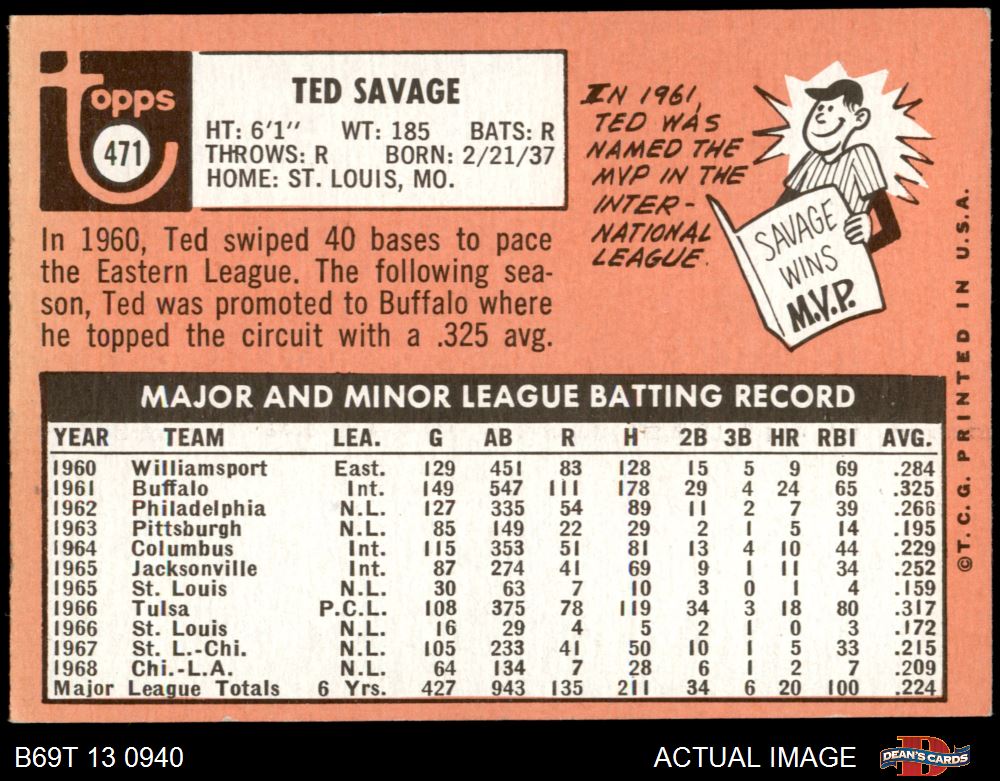 Topps
471
TED SAVAGE
HT: 6'1" WT: 185 BATS: R
THROWS: R BORN: 2/21/37
HOME: ST. LOUIS, MO.
In 1960, Ted swiped 40 bases to pace
the Eastern League. The following sea-
son, Ted was promoted to Buffalo where
he topped the circuit with a .325 avg.
IN 1961,
TED WAS
NAMED THE
MVP IN THE
INTER-
NATIONAL
LEAGUE.
SAVAGE
WINS
M.V.P.
MAJOR AND MINOR LEAGUE BATTING RECORD
YEAR TEAM LEA. G AB R H 2B 3B HR RBI AVG.
1960 Williamsport East. 129 451 83 128 15 5 9 69 .284
1961 Buffalo Int. 149 547 111 178 29 4 24 65 .325
1962 Philadelphia N.L. 127 335 54 89 11 2 7 39 .266
1963 Pittsburgh N.L. 85 149 22 29 2 1 5 14 .195
1964 Columbus Int. 115 353 51 81 13 4 10 44 .229
1965 Jacksonville Int. 87 274 41 69 9 1 11 34 .252
1965 St. Louis N.L. 30 63 7 10 3 0 1 4 .159
1966 Tulsa P.C.L. 108 375 78 119 34 3 18 80 .317
1966 St. Louis N.L. 16 29 4 5 2 1 0 3 .172
1967 St. L.-Chi. N.L. 105 233 41 50 10 1 5 33 .215
1968 Chi.-L.A. N.L. 64 134 7 28 6 1 2 7 .209
Major League Totals 6 Yrs. 427 943 135 211 34 6 20 100 .224
©T.C.G. PRINTED IN U.S.A.
B69T 13 0940
ACTUAL IMAGE
DEAN'S CARDS